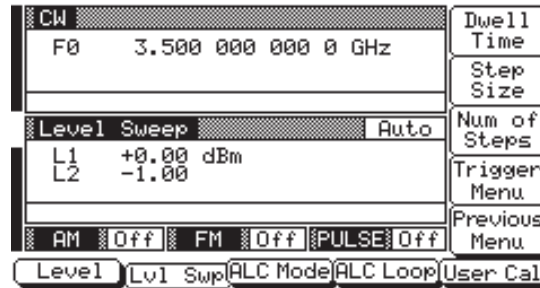 CW
F0 3.500 000 000 0 GHz
Level Sweep Auto
L1 +0.00 dBm
L2 -1.00
AM Off FM Off PULSE Off
Dwell
Time
Step
Size
Num of
Steps
Trigger
Menu
Previous
Menu
Level Lvl Swp ALC Mode ALC Loop User Cal